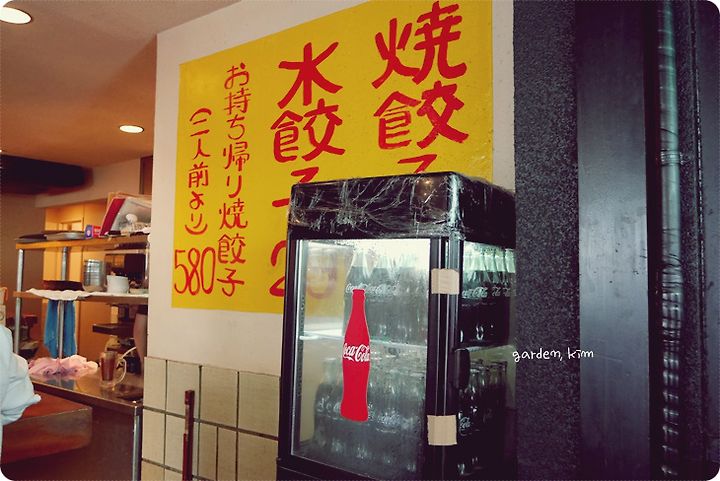 焼餃子
水餃子
2
お持ち帰り焼餃子
(二人前より)
580
Coca-Cola
garden, kim